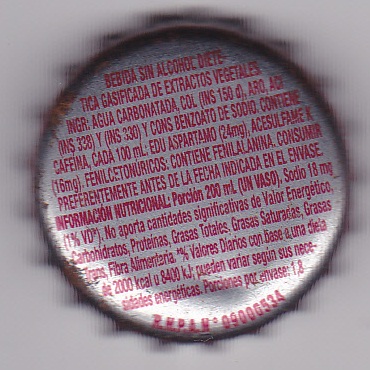 BEBIDA SIN ALCOHOL DIETE-
TICA GASIFICADA DE EXTRACTOS VEGETALES.
INGR: AGUA CARBONATADA, COL (INS 150 d), ARO, ACI
(INS 338) Y (INS 330) Y CONS BENZOATO DE SODIO. CONTIENE
CAFEINA, CADA 100 mL: EDU ASPARTAMO (24mg), ACESULFAME K
(16mg). FENILCETONÚRICOS: CONTIENE FENILALANINA. CONSUMIR
PREFERENTEMENTE ANTES DE LA FECHA INDICADA EN EL ENVASE.
INFORMACIÓN NUTRICIONAL: Porción 200 mL (UN VASO), Sodio 18 mg
(1% VD*). No aporta cantidades significativas de Valor Energético,
Carbohidratos, Proteínas, Grasas Totales, Grasas Saturadas, Grasas
Trans, Fibra Alimentaria. *% Valores Diarios con base a una dieta
de 2000 kcal u 8400 kJ; pueden variar según sus nece-
sidades energéticas. Porciones por envase: 1,8
R.N.P.A. N° 09006534